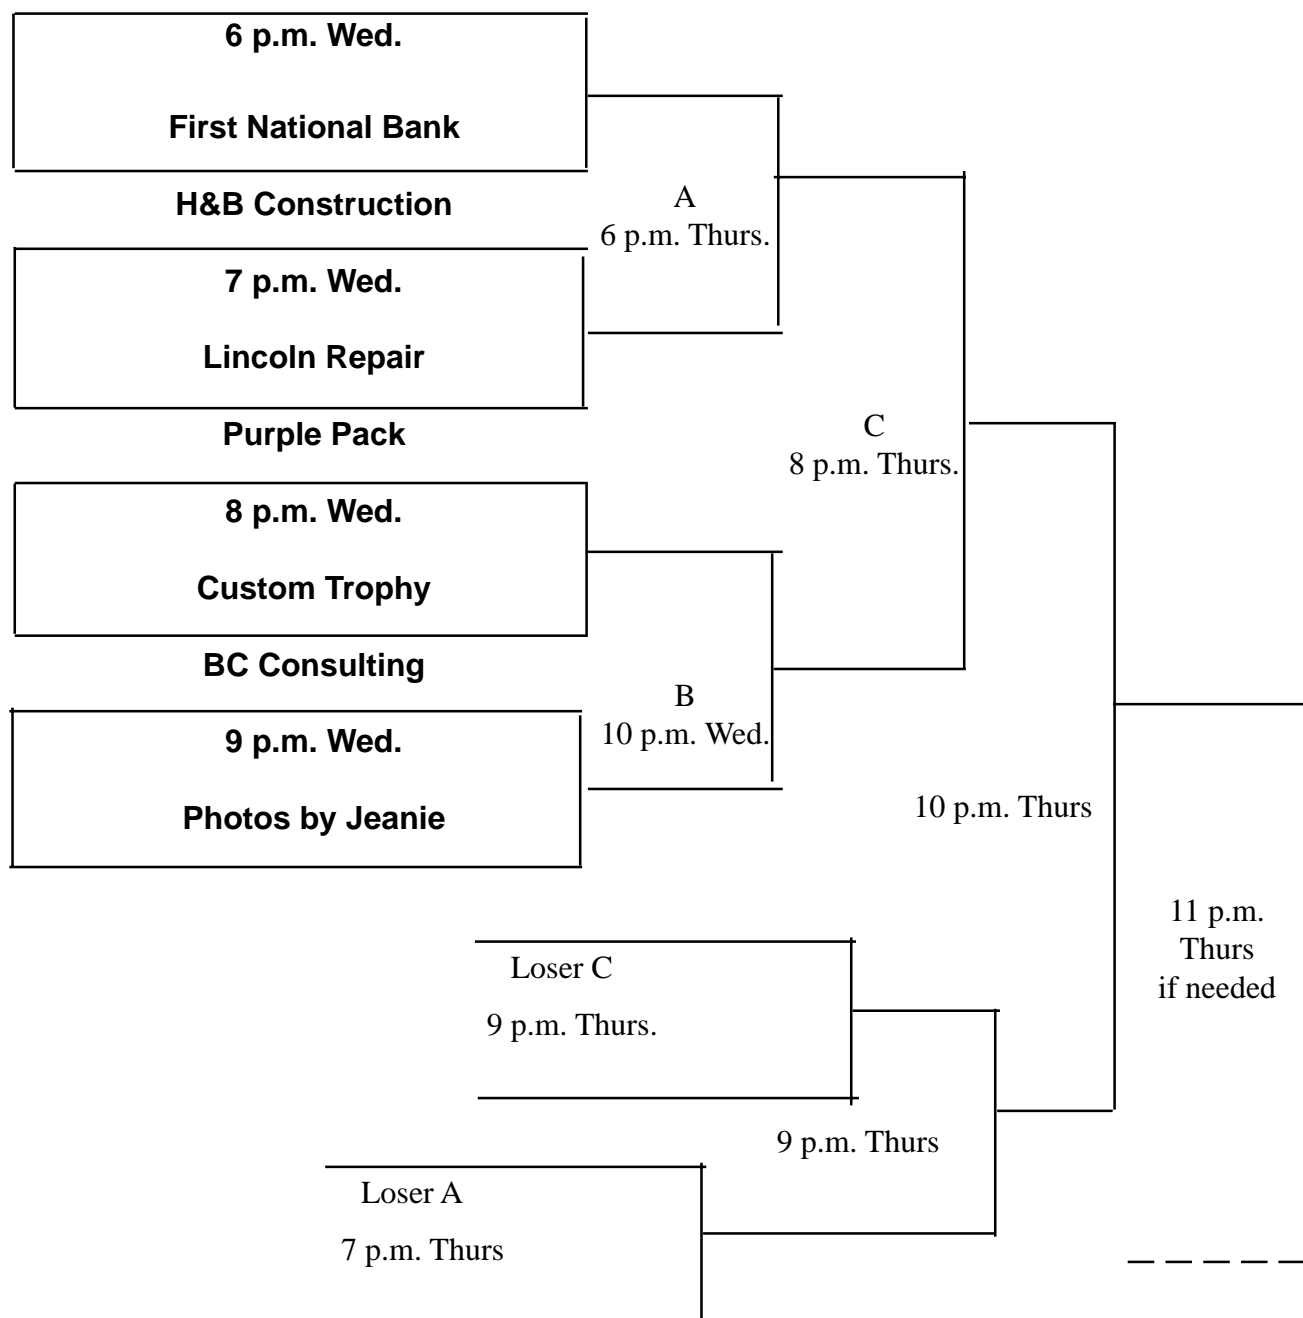 6 p.m. Wed.
First National Bank
H&B Construction
A
6 p.m. Thurs.
7 p.m. Wed.
Lincoln Repair
Purple Pack
C
8 p.m. Thurs.
8 p.m. Wed.
Custom Trophy
BC Consulting
B
10 p.m. Wed.
9 p.m. Wed.
Photos by Jeanie
10 p.m. Thurs
11 p.m.
Thurs
if needed
Loser C
9 p.m. Thurs.
9 p.m. Thurs
Loser A
7 p.m. Thurs